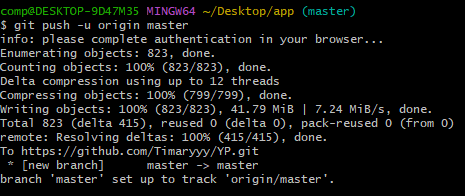 comp@DESKTOP-9D47M35 MINGW64 ~/Desktop/app (master)
$ git push -u origin master
info: please complete authentication in your browser...
Enumerating objects: 823, done.
Counting objects: 100% (823/823), done.
Delta compression using up to 12 threads
Compressing objects: 100% (799/799), done.
Writing objects: 100% (823/823), 41.79 MiB | 7.24 MiB/s, done.
Total 823 (delta 415), reused 0 (delta 0), pack-reused 0 (from 0)
remote: Resolving deltas: 100% (415/415), done.
To https://github.com/Timaryyy/YP.git
 * [new branch]      master -> master
branch 'master' set up to track 'origin/master'.